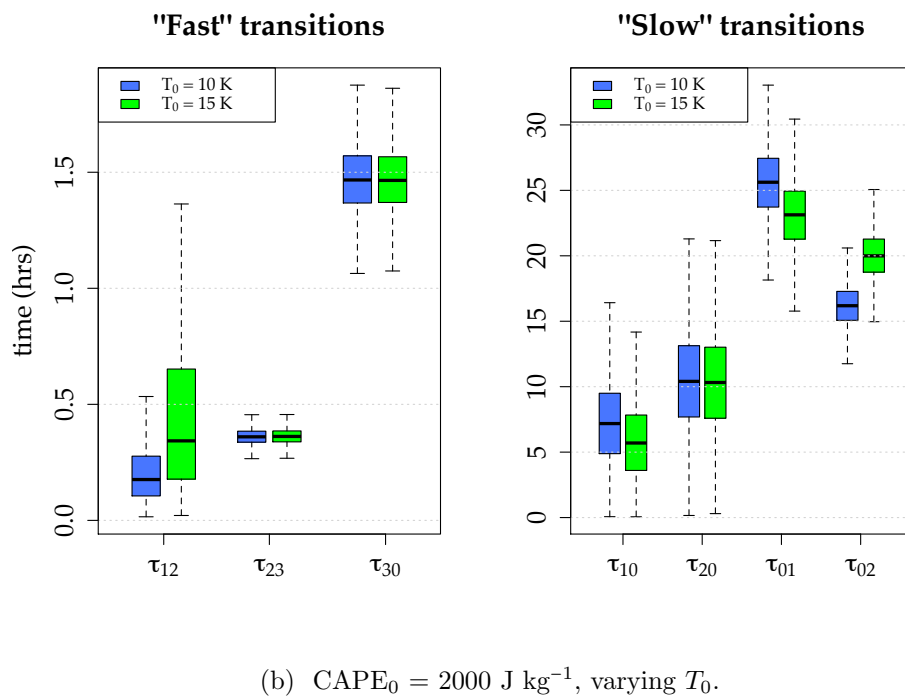 "Fast" transitions
T₀ = 10 K
T₀ = 15 K
time (hrs)
0.0
0.5
1.0
1.5
τ₁₂
τ₂₃
τ₃₀
"Slow" transitions
T₀ = 10 K
T₀ = 15 K
0
5
10
15
20
25
30
τ₁₀
τ₂₀
τ₀₁
τ₀₂
(b) CAPE₀ = 2000 J kg⁻¹, varying T₀.